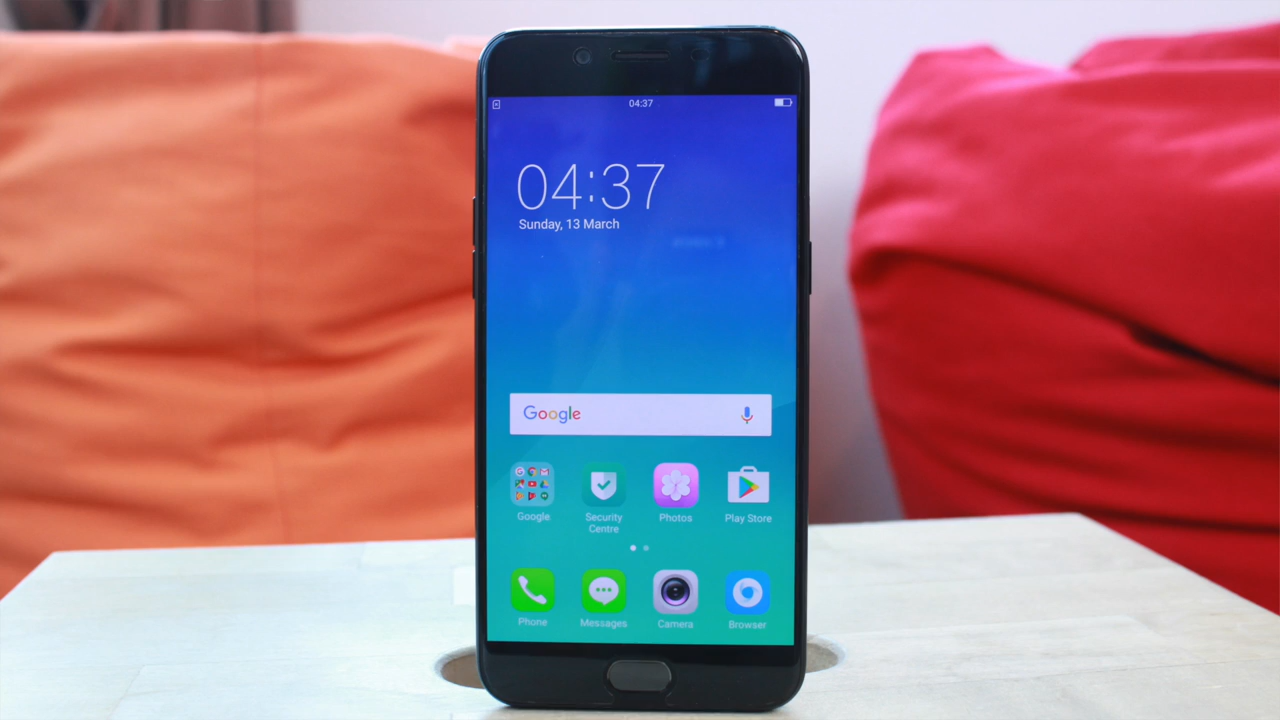 04:37
04:37
Sunday, 13 March
Google
Google
Security
Centre
Photos
Play Store
Phone
Messages
Camera
Browser